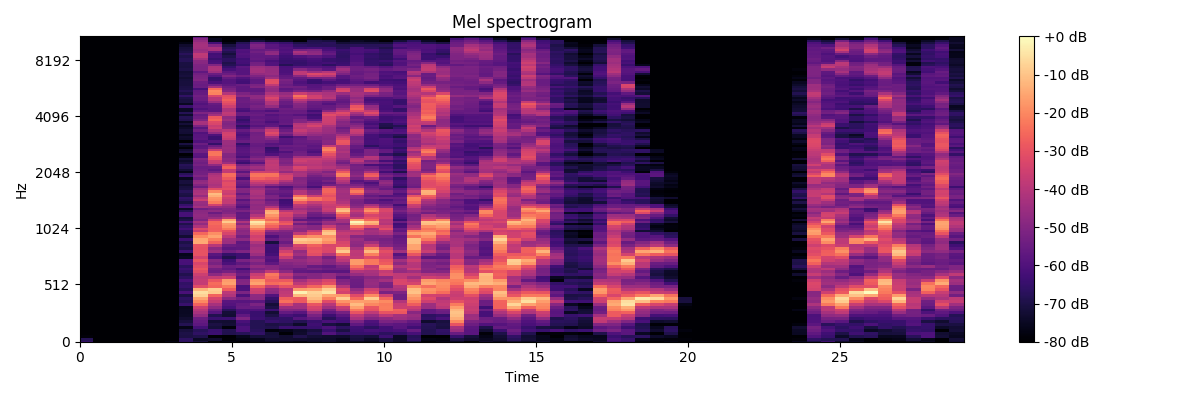 Mel spectrogram
+0 dB
8192
-10 dB
4096
-20 dB
-30 dB
2048
-40 dB
Hz
1024
-50 dB
512
-60 dB
-70 dB
0
-80 dB
0 5 10 15 20 25
Time